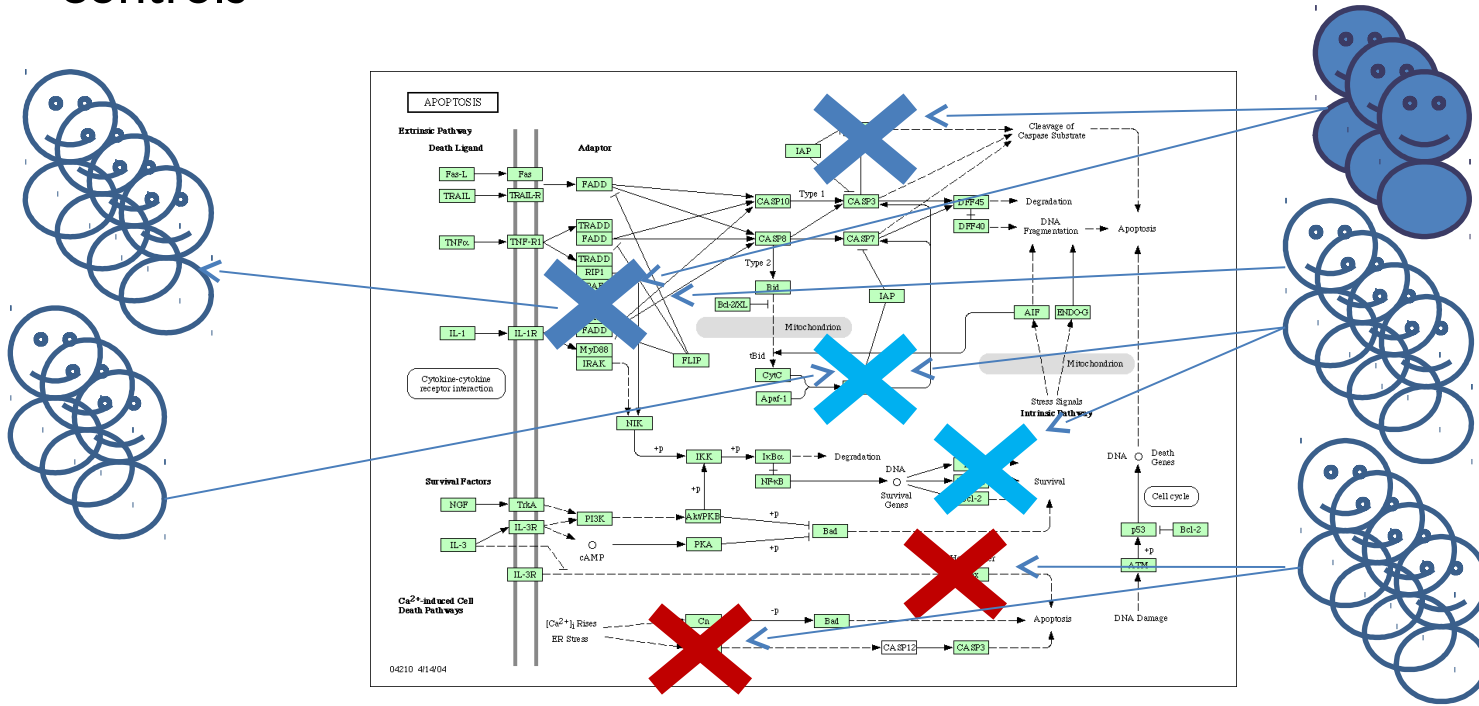 APOPTOSIS
Extrinsic Pathway
Death Ligand
Adaptor
Fas-L
Fas
FADD
TRAIL
TRAIL-R
TNFα
TNF-R1
TRADD
FADD
TRADD
RIP1
FADD
IL-1
IL-1R
MyD88
IRAK
FLIP
Cytokine-cytokine
receptor interaction
NIK
IAP
Cleavage of
Caspase Substrate
Type 1
CASP10
CASP3
DFF45
Degradation
CASP8
CASP7
DFF40
DNA
Fragmentation
Apoptosis
Type 2
Bid
Bcl-2/XL
IAP
Mitochondrion
tBid
CytC
Apaf-1
AIF
ENDO-G
Mitochondrion
Stress Signals
Intrinsic Pathway
+p
IKK
+p
IκBα
Degradation
NF-κB
DNA
Survival
Genes
Survival
DNA
Death
Genes
Cell cycle
Survival Factors
NGF
TrkA
PI3K
+p
Akt/PKB
+p
Bad
IL-3
IL-3R
cAMP
PKA
+p
IL-3R
p53
Bcl-2
+p
ATM
DNA Damage
Ca2+-induced Cell
Death Pathways
[Ca2+]i Rises
ER Stress
Cn
-p
Bad
Apoptosis
CASP12
CASP3
04210 4/14/04